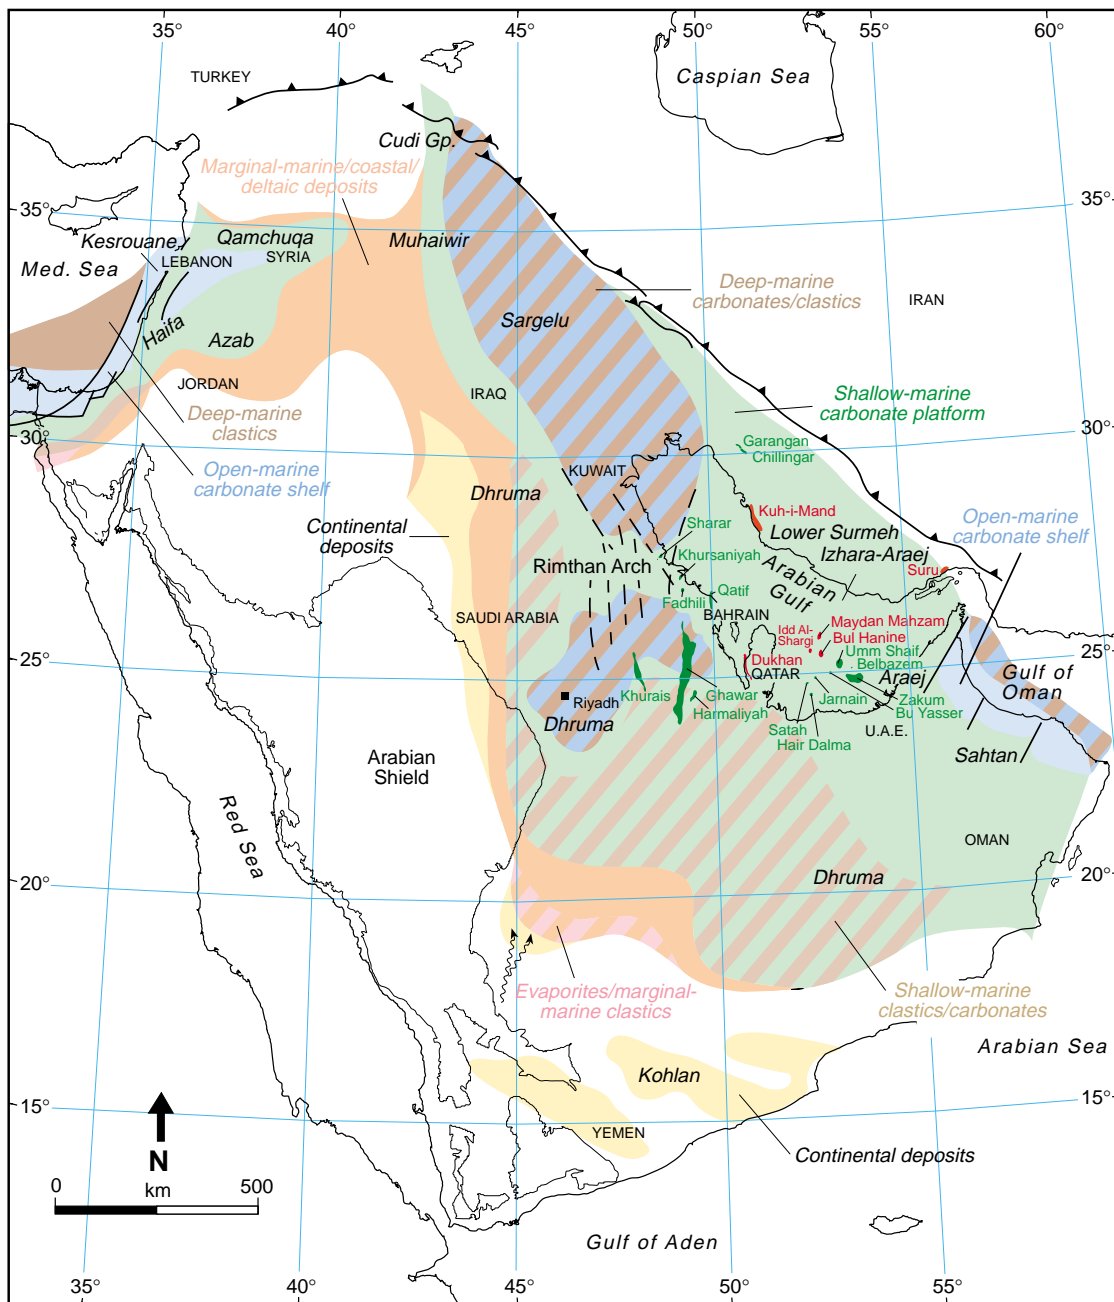 35°
40°
45°
50°
55°
60°
TURKEY
Caspian Sea
Cudi Gp.
Marginal-marine/coastal/
deltaic deposits
35°
35°
Kesrouane
Qamchuqa
Muhaiwir
Med. Sea
LEBANON
SYRIA
Deep-marine
carbonates/clastics
IRAN
Sargelu
Haifa
Azab
JORDAN
IRAQ
Shallow-marine
carbonate platform
Deep-marine
clastics
30°
30°
Garangan
Chillingar
Open-marine
carbonate shelf
KUWAIT
Dhruma
Kuh-i-Mand
Open-marine
carbonate shelf
Continental
deposits
Sharar
Lower Surmeh
Izhara-Araej
Khursaniyah
Rimthan Arch
Arabian
Gulf
Suru
Qatif
Fadhili
BAHRAIN
SAUDI ARABIA
Idd Al-
Shargi
Maydan Mahzam
Bul Hanine
Umm Shaif
Belbazem
25°
25°
Dukhan
QATAR
Araej
Gulf of
Oman
Khurais
Riyadh
Ghawar
Harmaliyah
Jarnain
Zakum
Bu Yasser
Dhruma
Satah
Hair Dalma
U.A.E.
Sahtan
Arabian
Shield
Red Sea
OMAN
20°
20°
Dhruma
Evaporites/marginal-
marine clastics
Shallow-marine
clastics/carbonates
Arabian Sea
Kohlan
15°
15°
YEMEN
Continental deposits
N
0
km
500
Gulf of Aden
35°
40°
45°
50°
55°